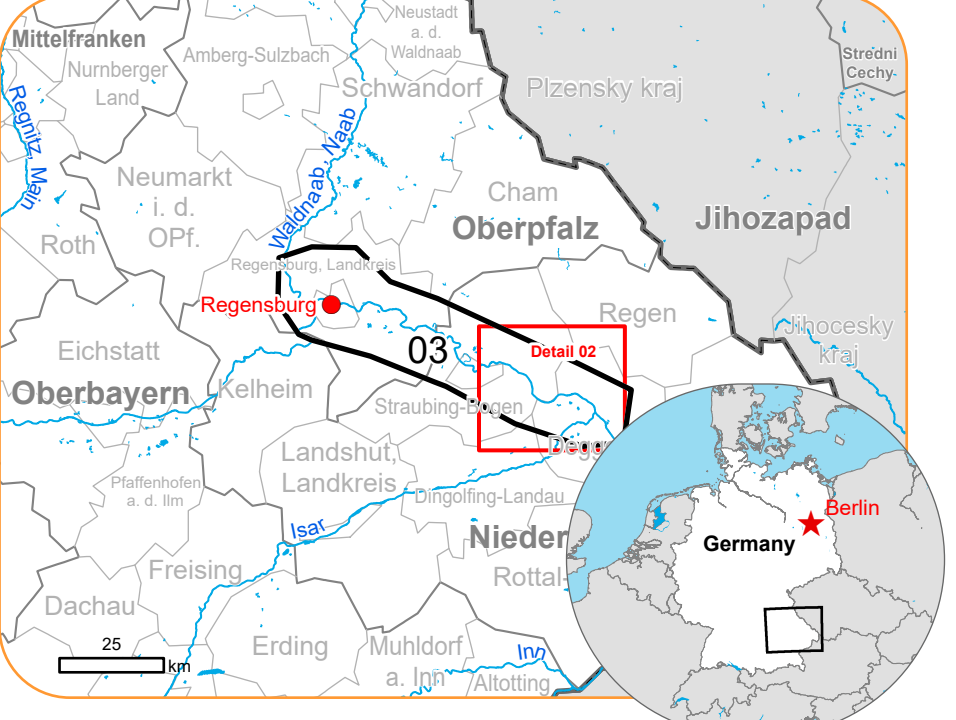 Neustadt
a. d.
Waldnaab
Mittelfranken
Amberg-Sulzbach
Stredni
Cechy
Nurnberger
Land
Schwandorf
Plzensky kraj
Regnitz, Main
Waldnaab, Naab
Neumarkt
i. d.
OPf.
Cham
Oberpfalz
Jihozapad
Roth
Regensburg, Landkreis
Regensburg
Regen
Jihocesky
kraj
03
Detail 02
Eichstatt
Oberbayern
Kelheim
Straubing-Bogen
Degg
Landshut,
Landkreis
Pfaffenhofen
a. d. Ilm
Dingolfing-Landau
Isar
Nieder
Berlin
Germany
Freising
Rottal-
Dachau
Erding
Muhldorf
a. Inn
Inn
Altotting
25
km